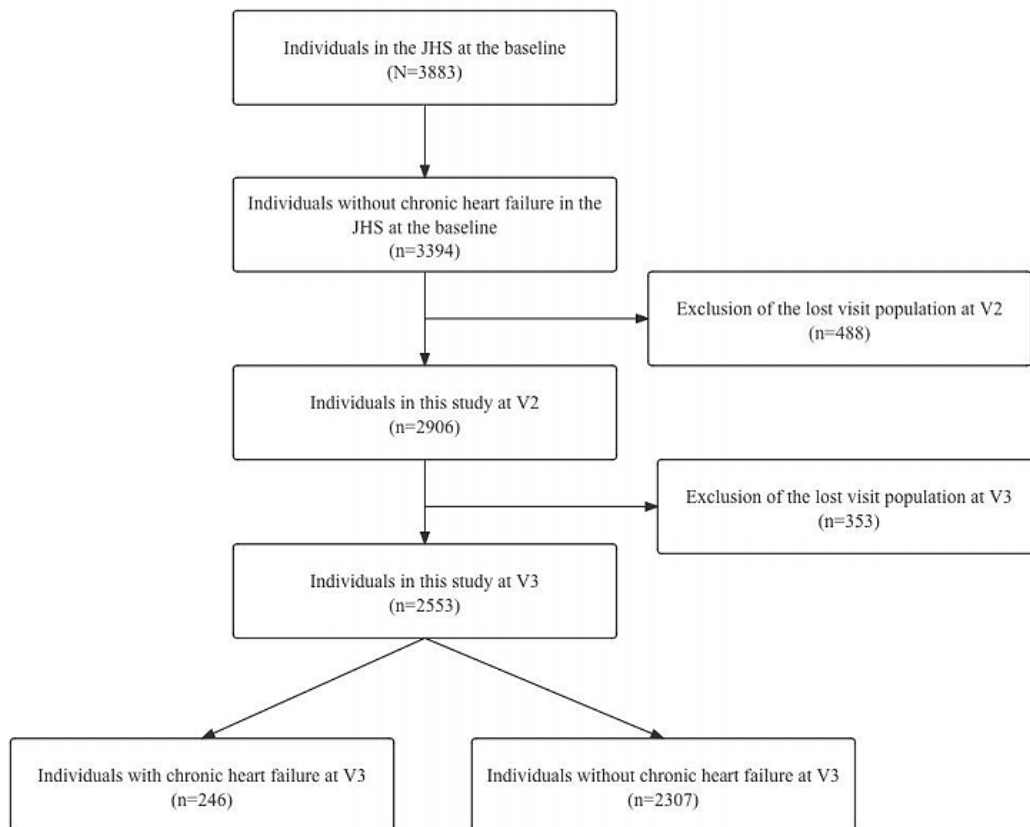 Individuals in the JHS at the baseline
(N=3883)
Individuals without chronic heart failure in the
JHS at the baseline
(n=3394)
Exclusion of the lost visit population at V2
(n=488)
Individuals in this study at V2
(n=2906)
Exclusion of the lost visit population at V3
(n=353)
Individuals in this study at V3
(n=2553)
Individuals with chronic heart failure at V3
(n=246)
Individuals without chronic heart failure at V3
(n=2307)